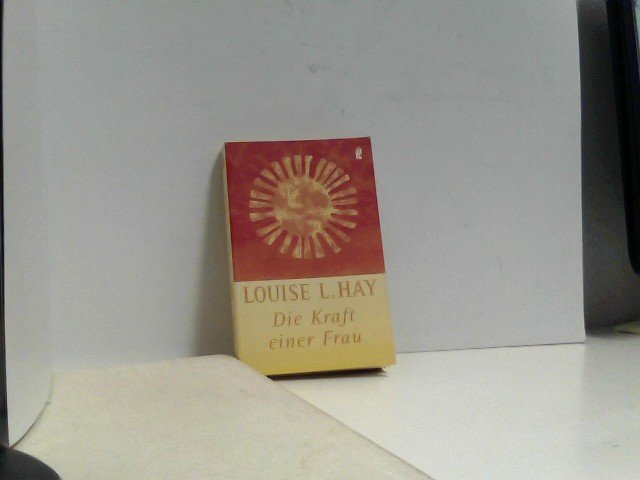 LOUISE L. HAY
Die Kraft
einer Frau